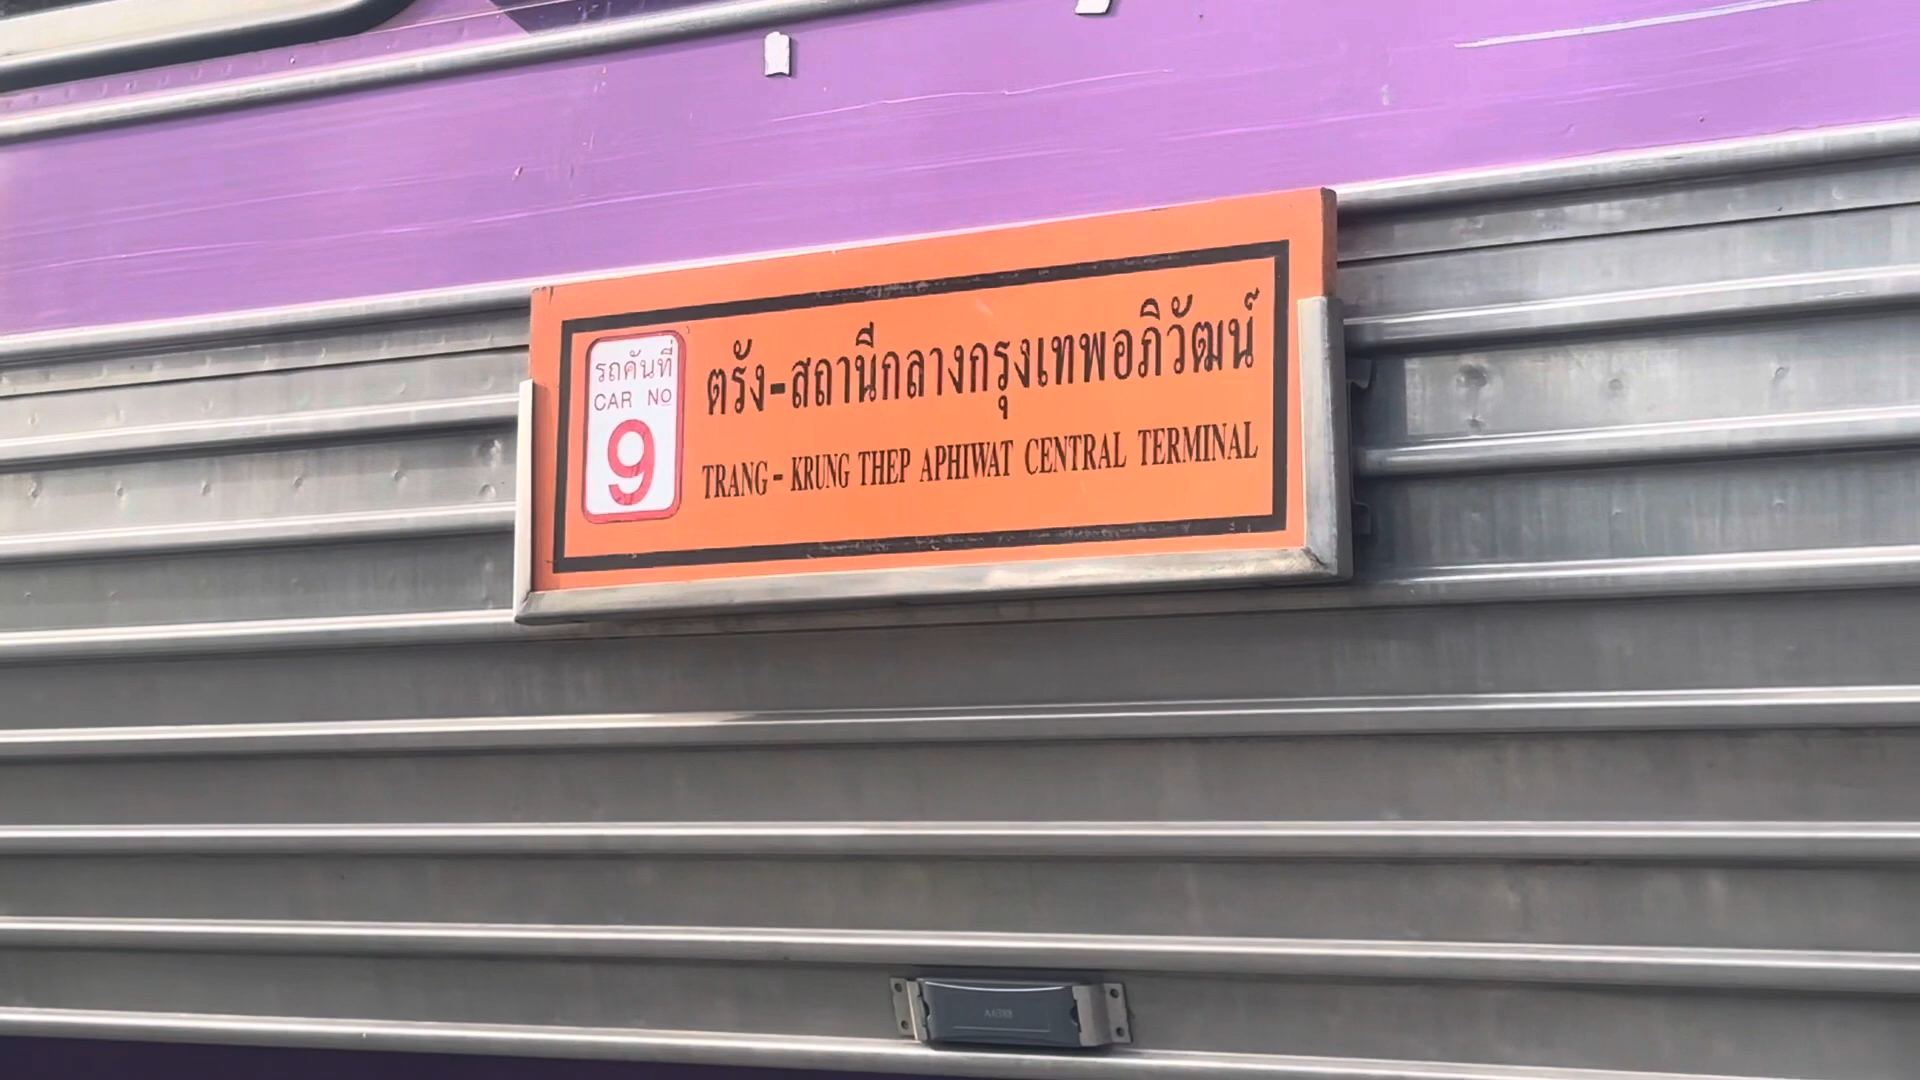 รถคันที่
CAR NO
9
ตรัง-สถานีกลางกรุงเทพอภิวัฒน์
TRANG - KRUNG THEP APHIWAT CENTRAL TERMINAL